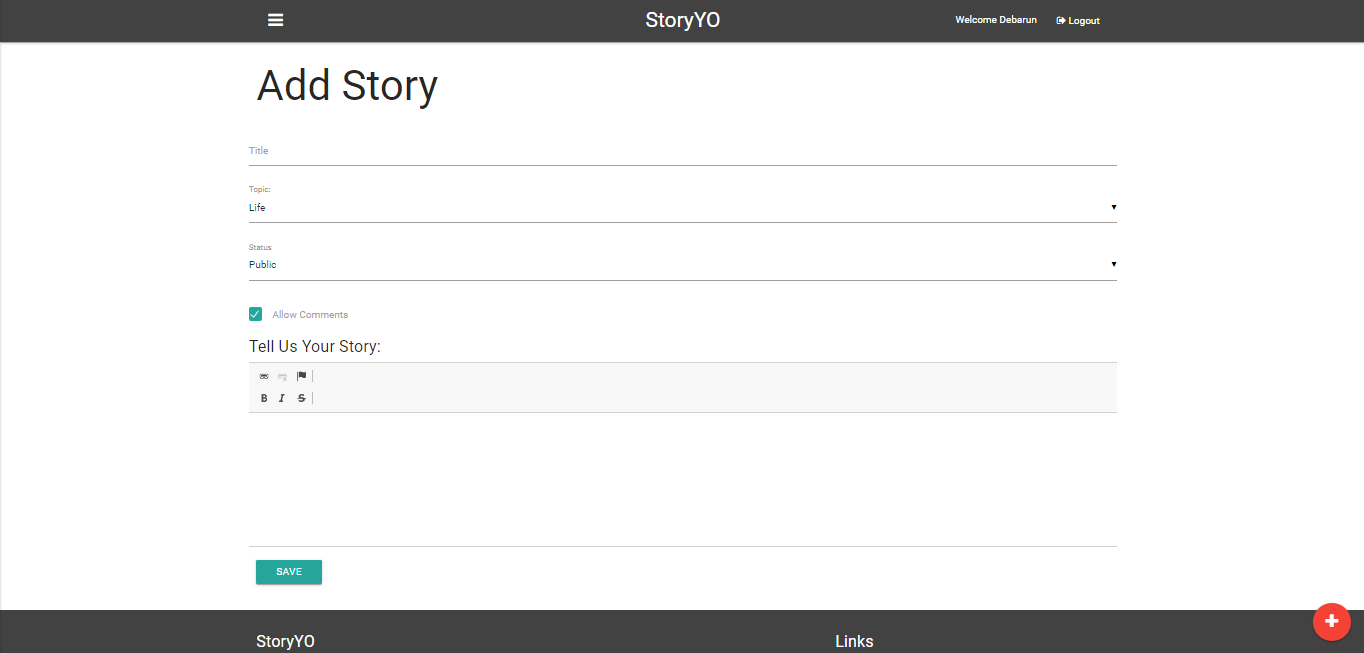 StoryYO
Welcome Debarun
Logout
Add Story
Title
Topic:
Life
Status
Public
Allow Comments
Tell Us Your Story:
B I S
SAVE
StoryYO
Links